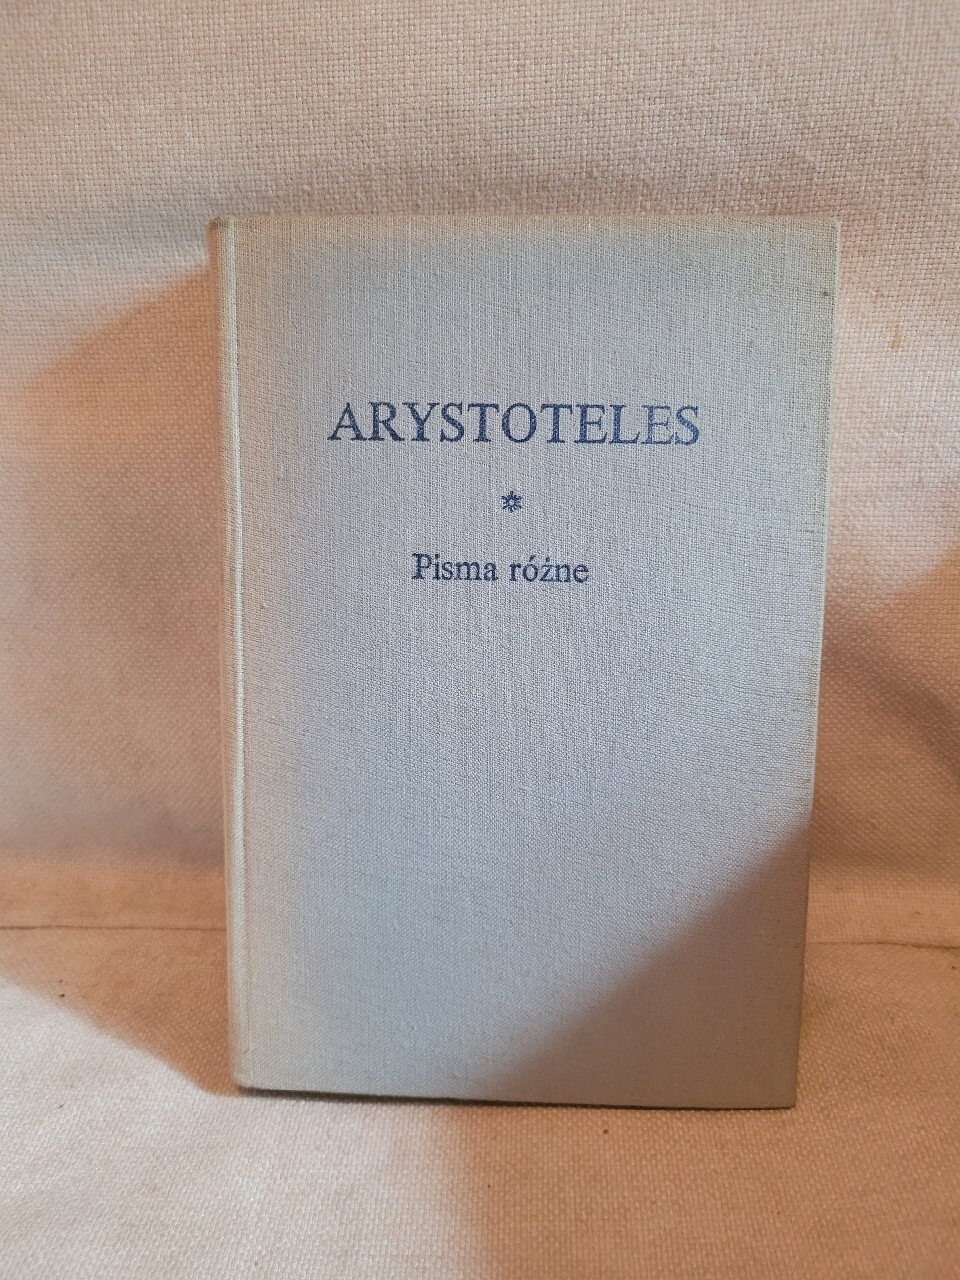 ARYSTOTELES
*
Pisma różne